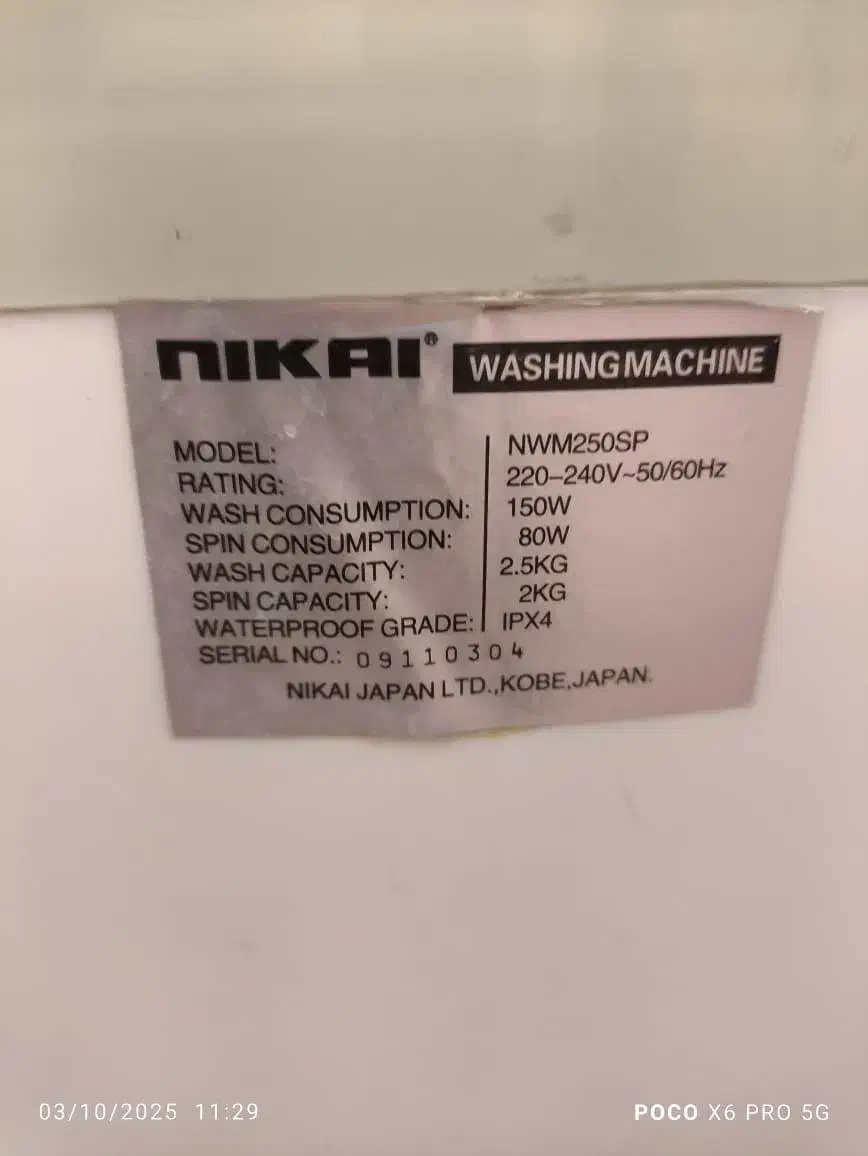 NIKAI® WASHING MACHINE
MODEL: NWM250SP
RATING: 220–240V~50/60Hz
WASH CONSUMPTION: 150W
SPIN CONSUMPTION: 80W
WASH CAPACITY: 2.5KG
SPIN CAPACITY: 2KG
WATERPROOF GRADE: IPX4
SERIAL NO.: 09110304
NIKAI JAPAN LTD.,KOBE,JAPAN.
03/10/2025 11:29
POCO X6 PRO 5G